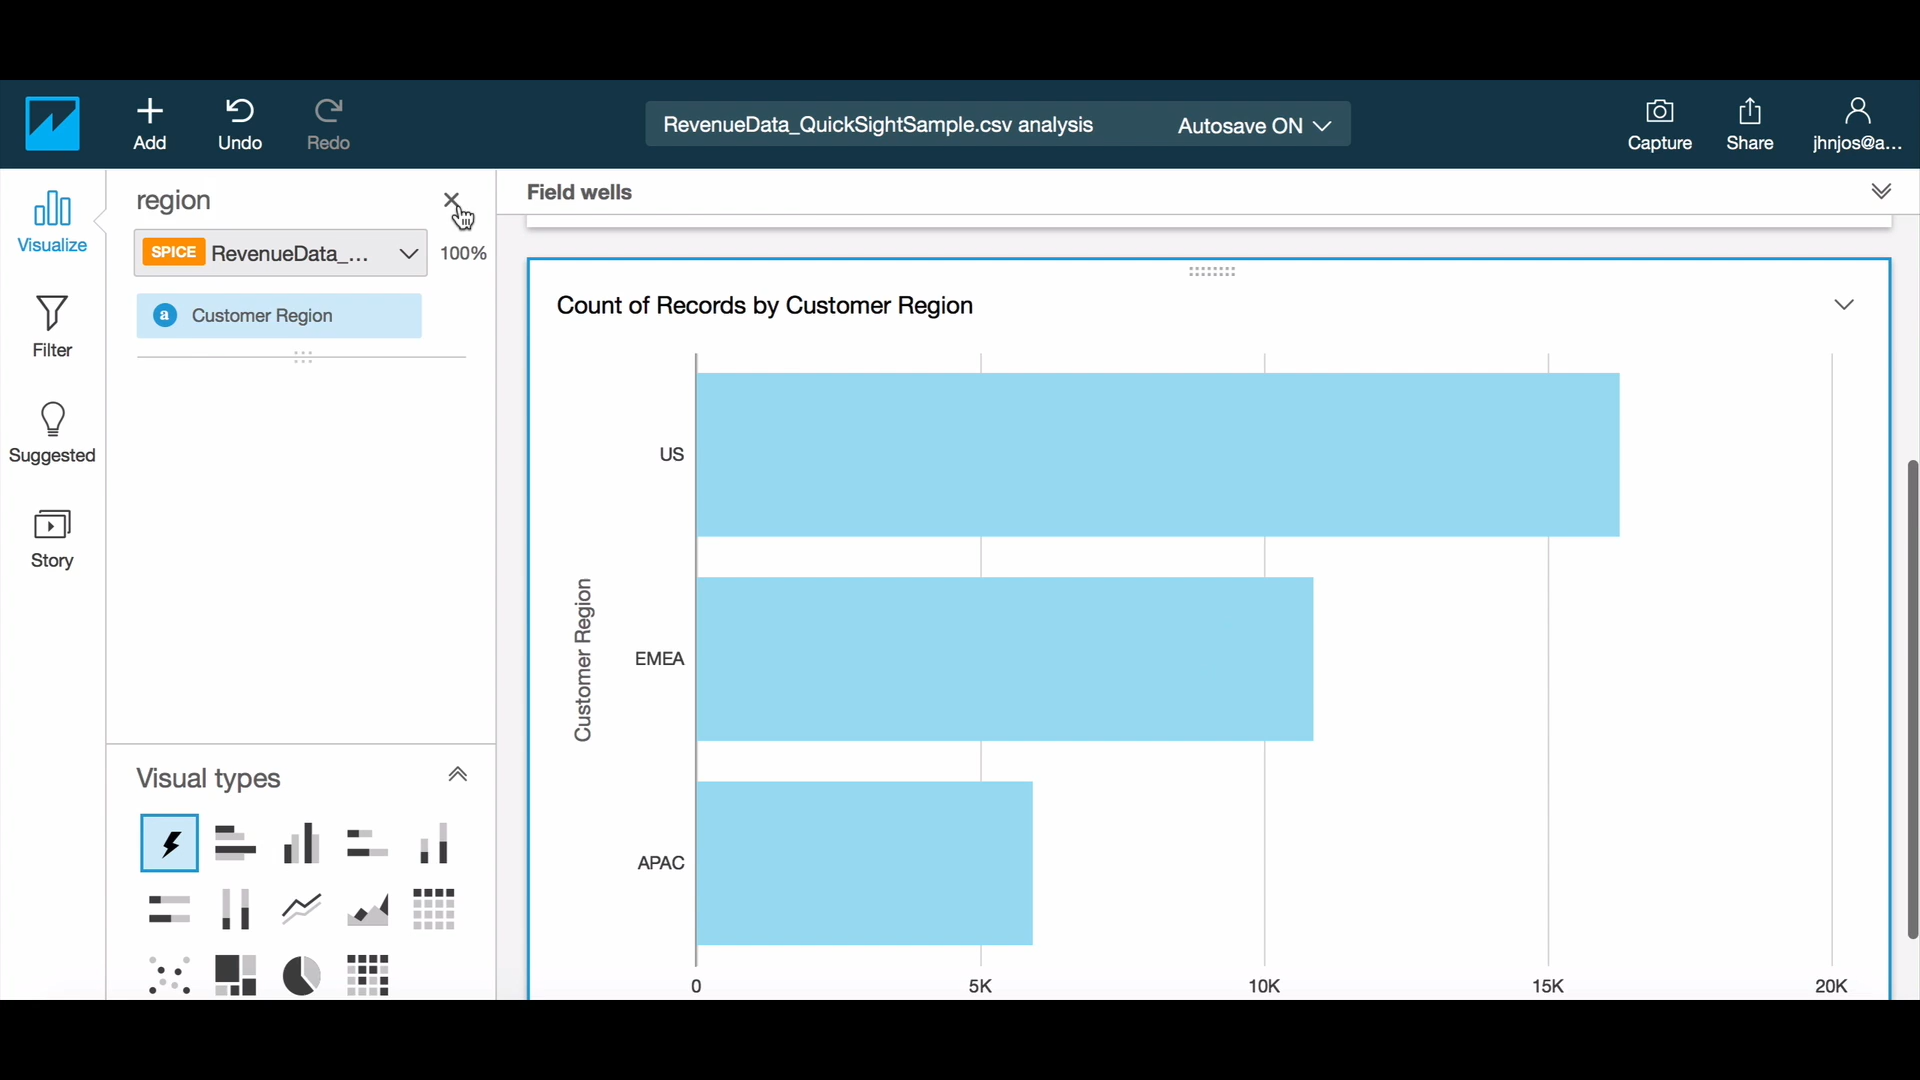 Add
Undo
Redo
RevenueData_QuickSightSample.csv analysis
Autosave ON
Capture
Share
jhnjos@a...
Visualize
Filter
Suggested
Story
region
SPICE RevenueData_...
100%
a Customer Region
Visual types
Field wells
Count of Records by Customer Region
Customer Region
US
EMEA
APAC
0 5K 10K 15K 20K